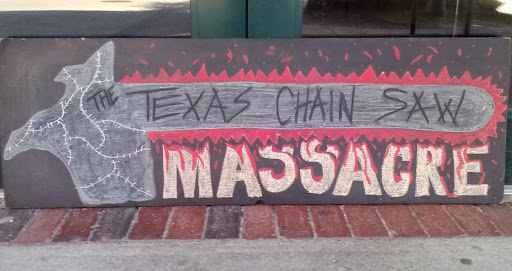 THE TEXAS CHAIN SAW
MASSACRE